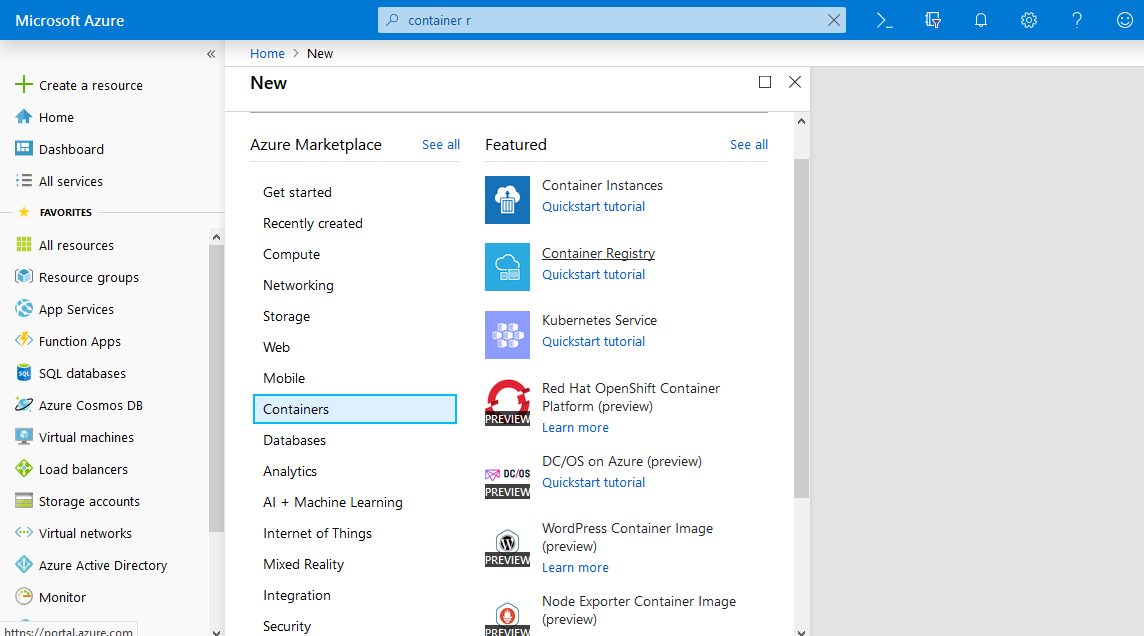 Microsoft Azure
container r
Create a resource
Home
Dashboard
All services
FAVORITES
All resources
Resource groups
App Services
Function Apps
SQL databases
Azure Cosmos DB
Virtual machines
Load balancers
Storage accounts
Virtual networks
Azure Active Directory
Monitor
https://portal.azure.com
Home > New
New
Azure Marketplace See all
Get started
Recently created
Compute
Networking
Storage
Web
Mobile
Containers
Databases
Analytics
AI + Machine Learning
Internet of Things
Mixed Reality
Integration
Security
Featured See all
Container Instances
Quickstart tutorial
Container Registry
Quickstart tutorial
Kubernetes Service
Quickstart tutorial
PREVIEW
Red Hat OpenShift Container
Platform (preview)
Learn more
DC/OS
PREVIEW
DC/OS on Azure (preview)
Quickstart tutorial
PREVIEW
WordPress Container Image
(preview)
Learn more
PREVIEW
Node Exporter Container Image
(preview)